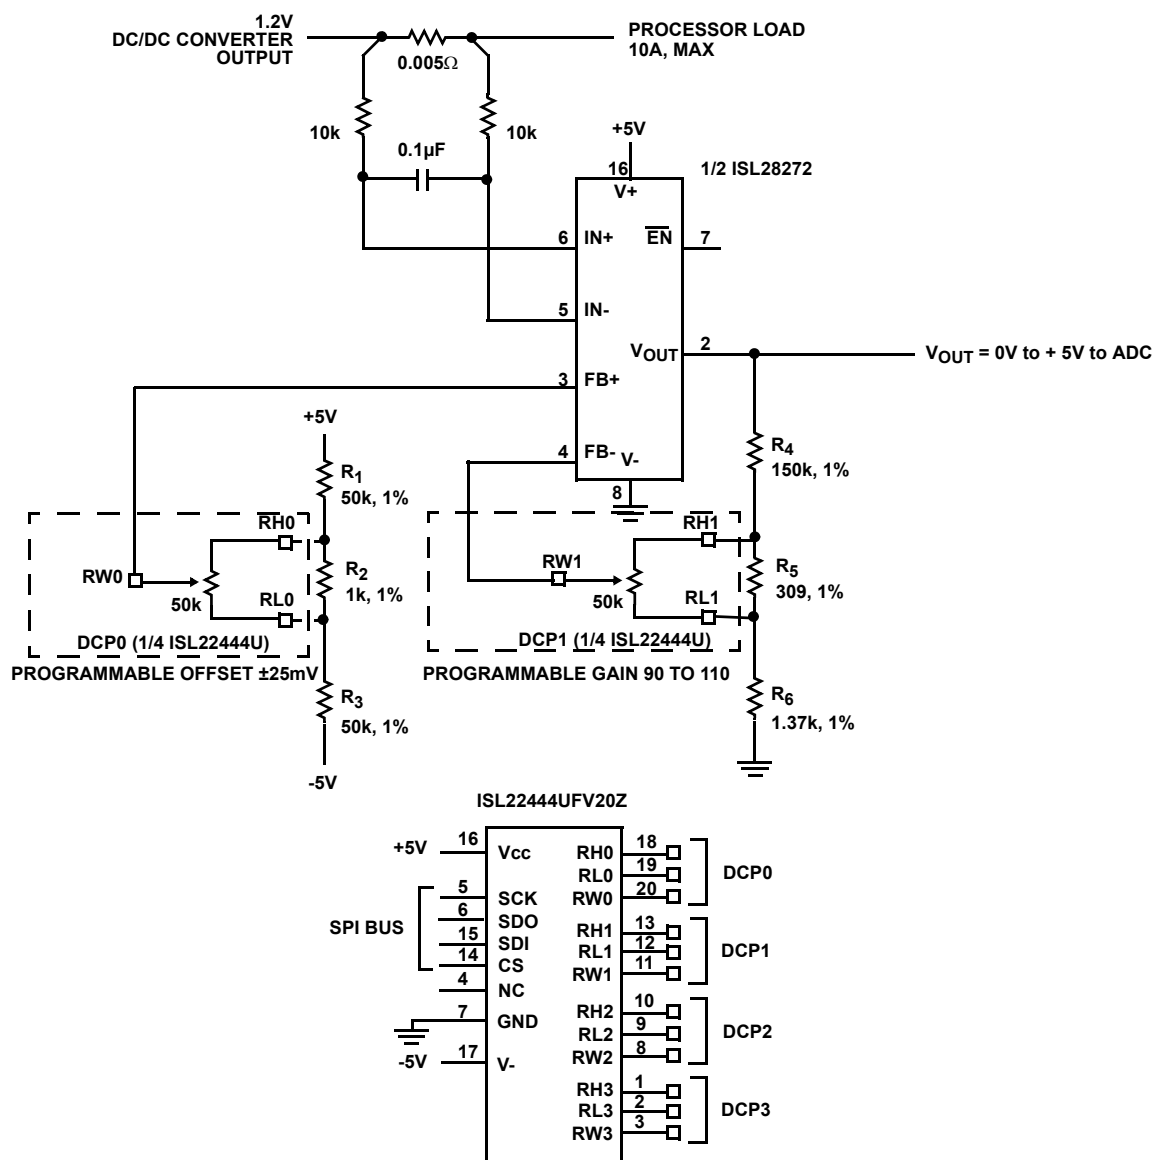 1.2V
DC/DC CONVERTER
OUTPUT
PROCESSOR LOAD
10A, MAX
0.005Ω
10k
10k
0.1µF
+5V
16
V+
1/2 ISL28272
6
IN+
EN
7
5
IN-
VOUT
2
VOUT = 0V to + 5V to ADC
3
FB+
+5V
4
FB-
V-
8
R1
50k, 1%
R4
150k, 1%
RH0
RH1
RW0
50k
R2
1k, 1%
RW1
50k
R5
309, 1%
RL0
RL1
DCP0 (1/4 ISL22444U)
DCP1 (1/4 ISL22444U)
PROGRAMMABLE OFFSET ±25mV
PROGRAMMABLE GAIN 90 TO 110
R3
50k, 1%
R6
1.37k, 1%
-5V
ISL22444UFV20Z
+5V
16
Vcc
RH0
18
RL0
19
RW0
20
DCP0
SPI BUS
5
SCK
6
SDO
15
SDI
14
CS
RH1
13
RL1
12
RW1
11
DCP1
4
NC
7
GND
RH2
10
RL2
9
RW2
8
DCP2
-5V
17
V-
RH3
1
RL3
2
RW3
3
DCP3